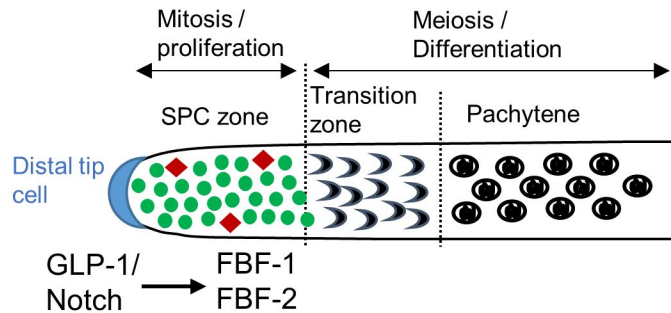 Mitosis /
proliferation
Meiosis /
Differentiation
SPC zone
Transition
zone
Pachytene
Distal tip
cell
GLP-1/
Notch
FBF-1
FBF-2